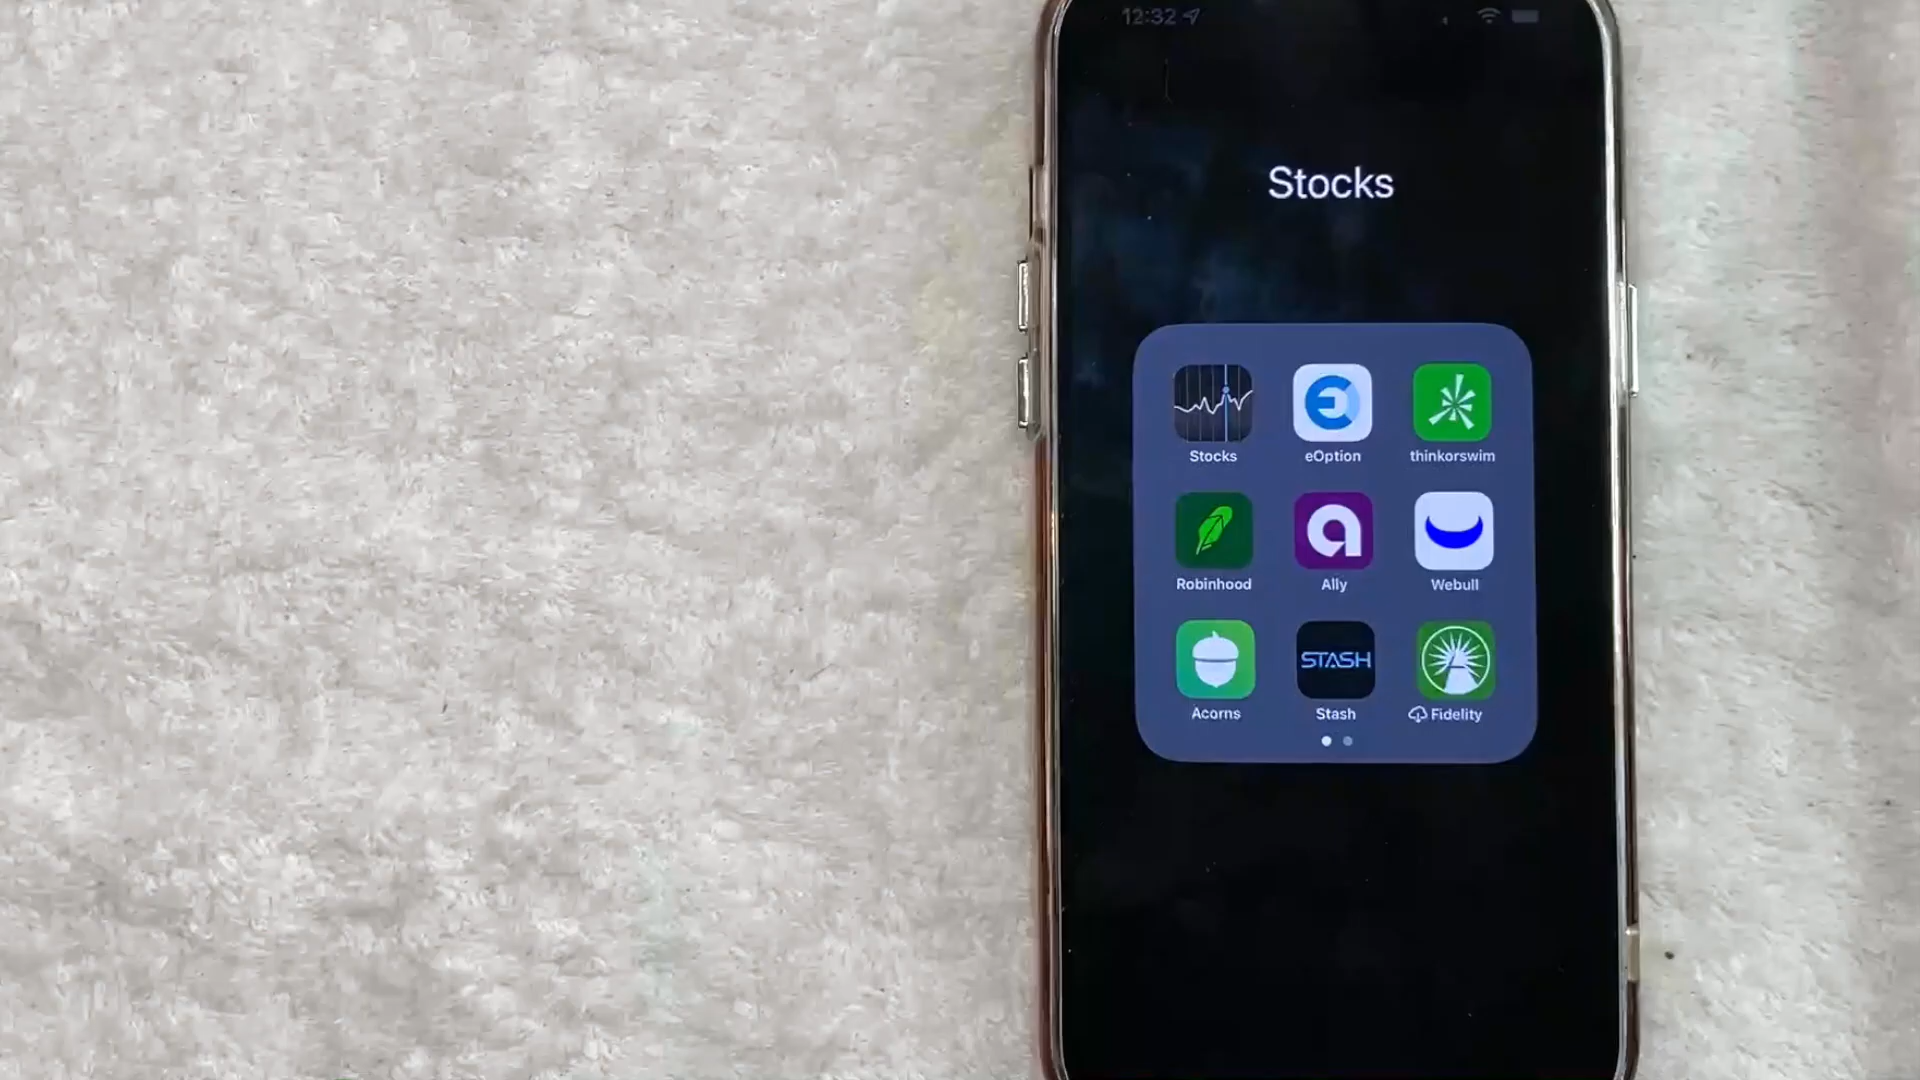 12:32
Stocks
Stocks eOption thinkorswim
Robinhood Ally Webull
STASH
Acorns Stash Fidelity